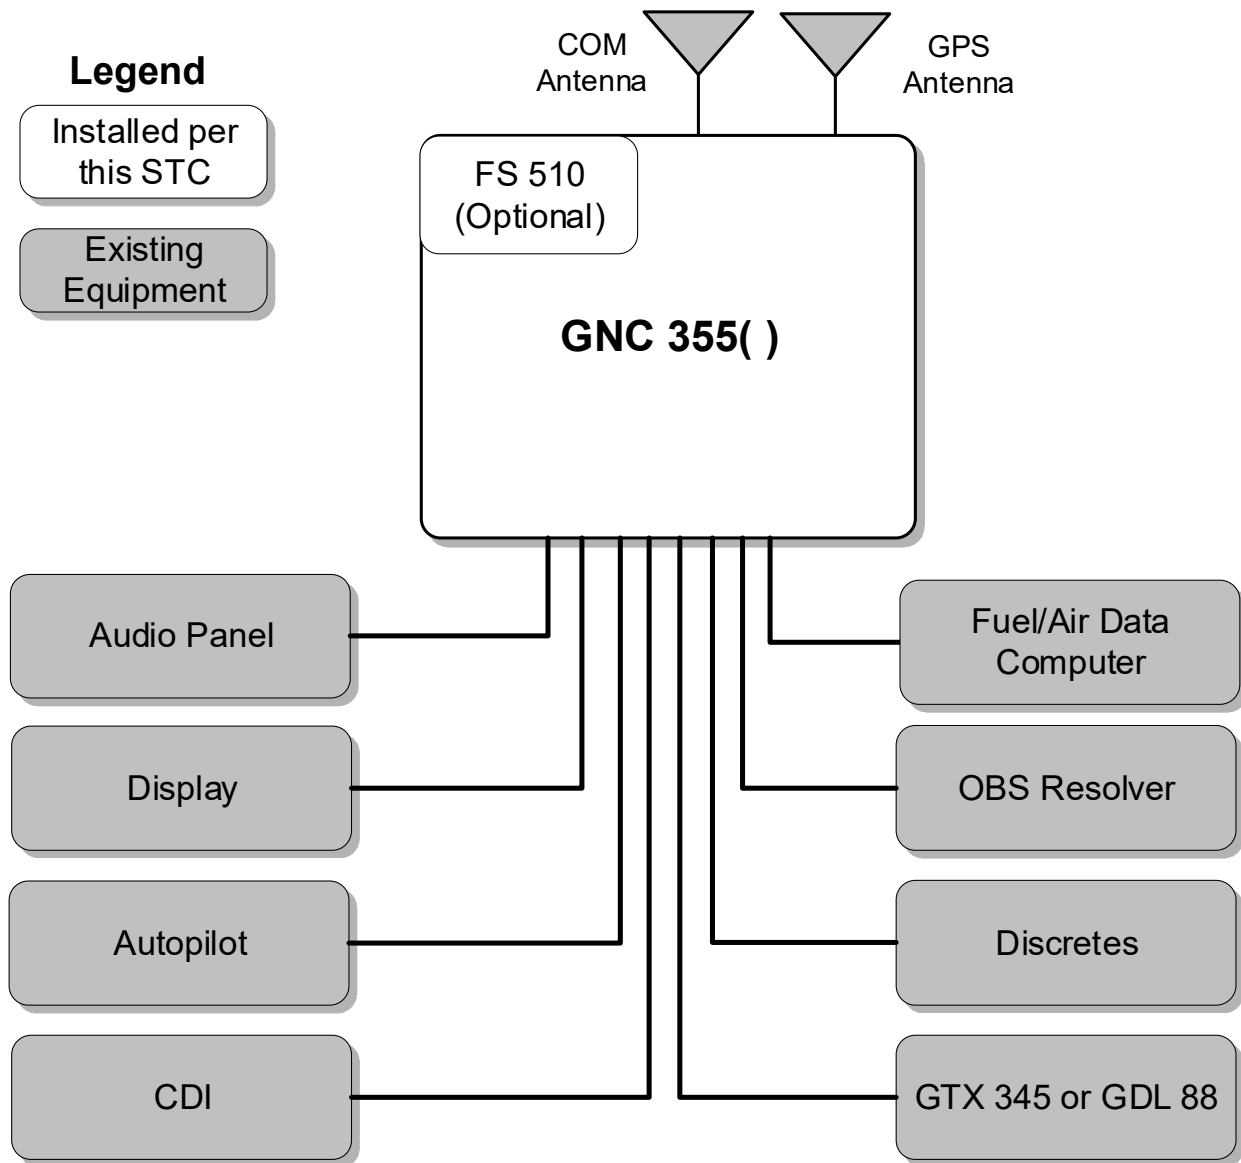 Legend
Installed per
this STC
Existing
Equipment
COM
Antenna
GPS
Antenna
FS 510
(Optional)
GNC 355( )
Audio Panel
Display
Autopilot
CDI
Fuel/Air Data
Computer
OBS Resolver
Discretes
GTX 345 or GDL 88